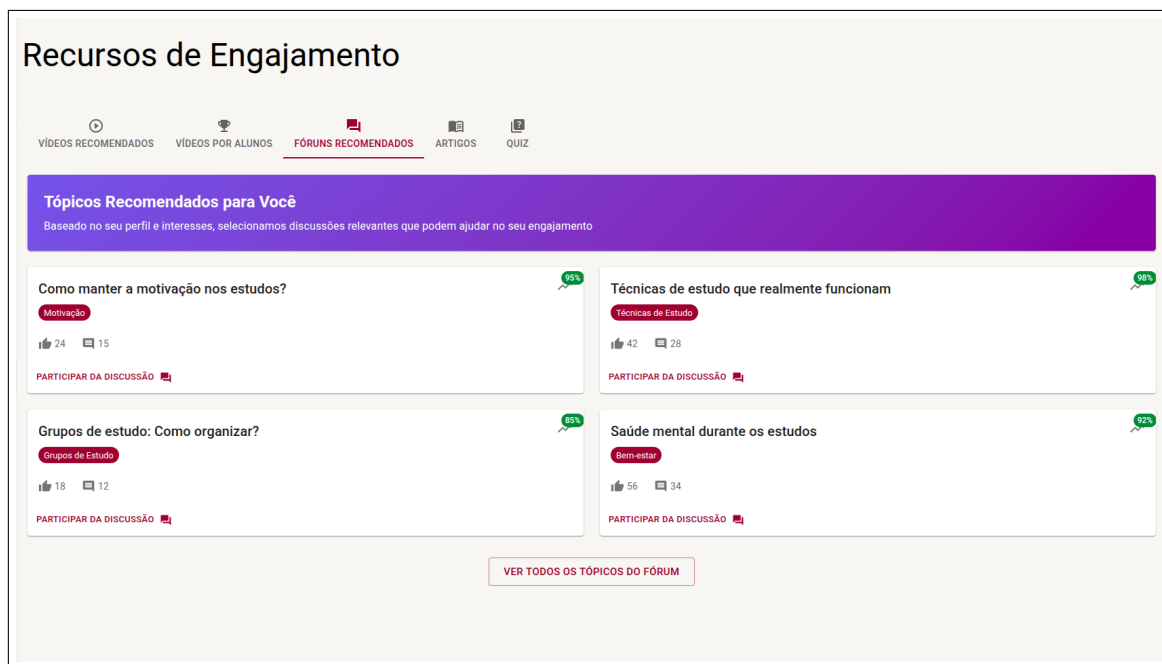 Recursos de Engajamento
VÍDEOS RECOMENDADOS
VÍDEOS POR ALUNOS
FÓRUNS RECOMENDADOS
ARTIGOS
QUIZ
Tópicos Recomendados para Você
Baseado no seu perfil e interesses, selecionamos discussões relevantes que podem ajudar no seu engajamento
Como manter a motivação nos estudos?
95%
Motivação
24 15
PARTICIPAR DA DISCUSSÃO
Técnicas de estudo que realmente funcionam
98%
Técnicas de Estudo
42 28
PARTICIPAR DA DISCUSSÃO
Grupos de estudo: Como organizar?
85%
Grupos de Estudo
18 12
PARTICIPAR DA DISCUSSÃO
Saúde mental durante os estudos
92%
Bem-estar
56 34
PARTICIPAR DA DISCUSSÃO
VER TODOS OS TÓPICOS DO FÓRUM